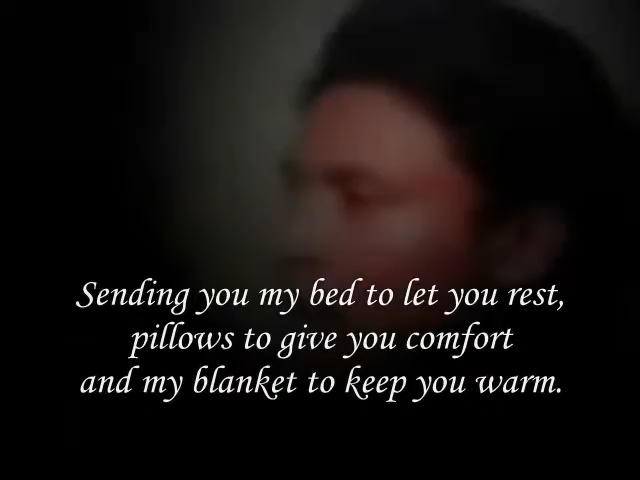 Sending you my bed to let you rest,
pillows to give you comfort
and my blanket to keep you warm.